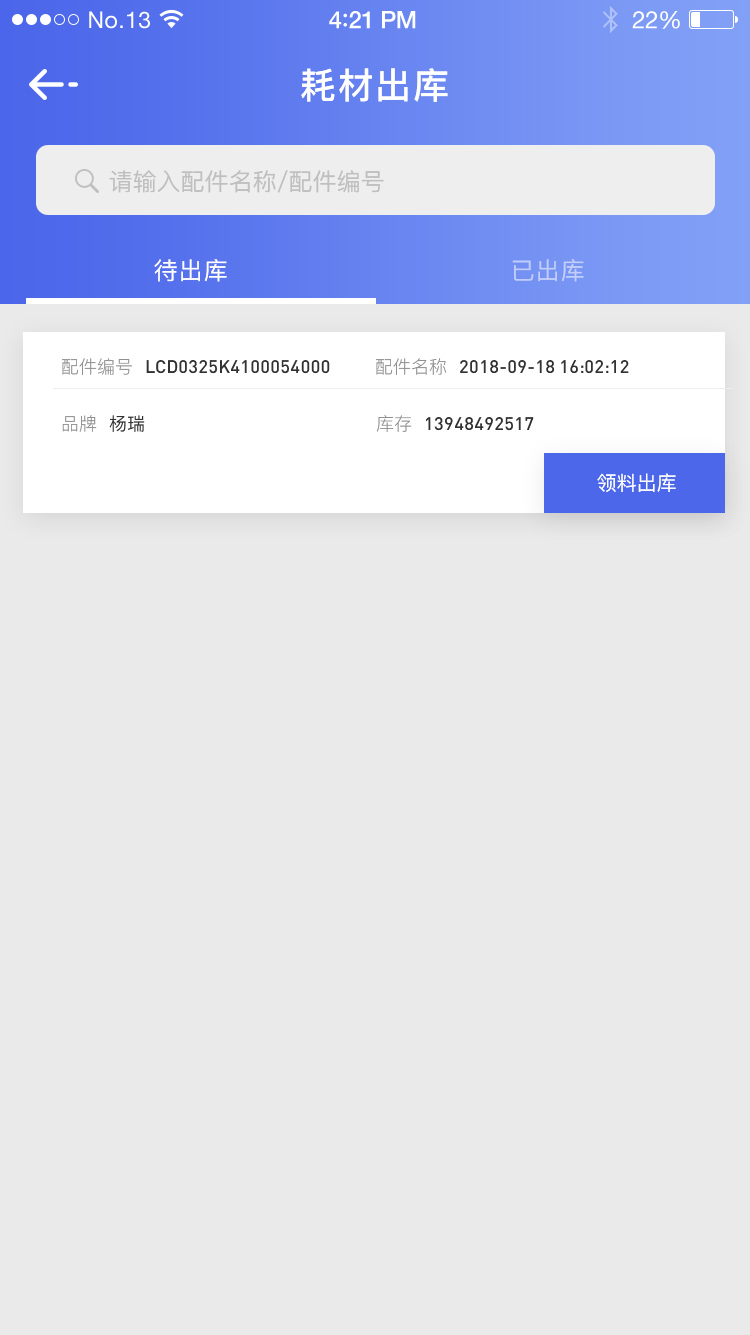 No.13 4:21 PM 22%
耗材出库
请输入配件名称/配件编号
待出库 已出库
配件编号 LCD0325K4100054000 配件名称 2018-09-18 16:02:12
品牌 杨瑞 库存 13948492517
领料出库